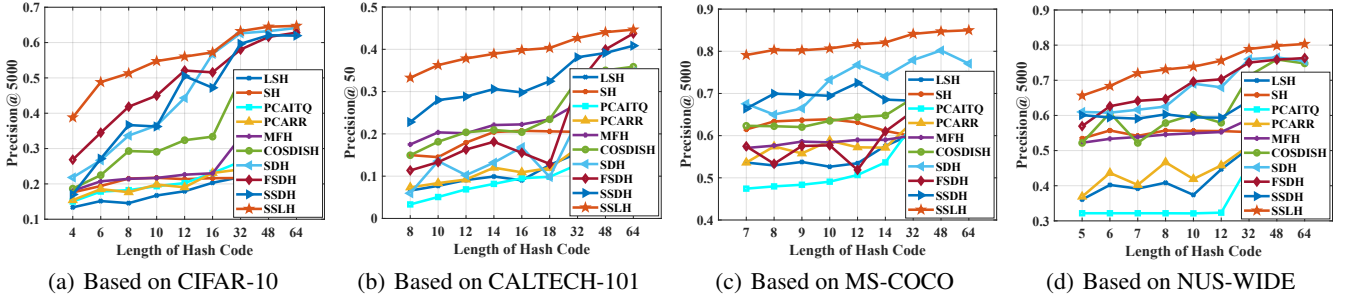 Precision@ 5000
0.7
0.6
0.5
0.4
0.3
0.2
0.1
LSH
SH
PCAITQ
PCARR
MFH
COSDISH
SDH
FSDH
SSDH
SSLH
4 6 8 10 12 16 32 48 64
Length of Hash Code
(a) Based on CIFAR-10
Precision@ 50
0.5
0.4
0.3
0.2
0.1
0
LSH
SH
PCAITQ
PCARR
MFH
COSDISH
SDH
FSDH
SSDH
SSLH
8 10 12 14 16 18 32 48 64
Length of Hash Code
(b) Based on CALTECH-101
Precision@ 5000
0.9
0.8
0.7
0.6
0.5
0.4
LSH
SH
PCAITQ
PCARR
MFH
COSDISH
SDH
FSDH
SSDH
SSLH
7 8 9 10 12 14 32 48 64
Length of Hash Code
(c) Based on MS-COCO
Precision@ 5000
0.9
0.8
0.7
0.6
0.5
0.4
0.3
LSH
SH
PCAITQ
PCARR
MFH
COSDISH
SDH
FSDH
SSDH
SSLH
5 6 7 8 10 12 32 48 64
Length of Hash Code
(d) Based on NUS-WIDE